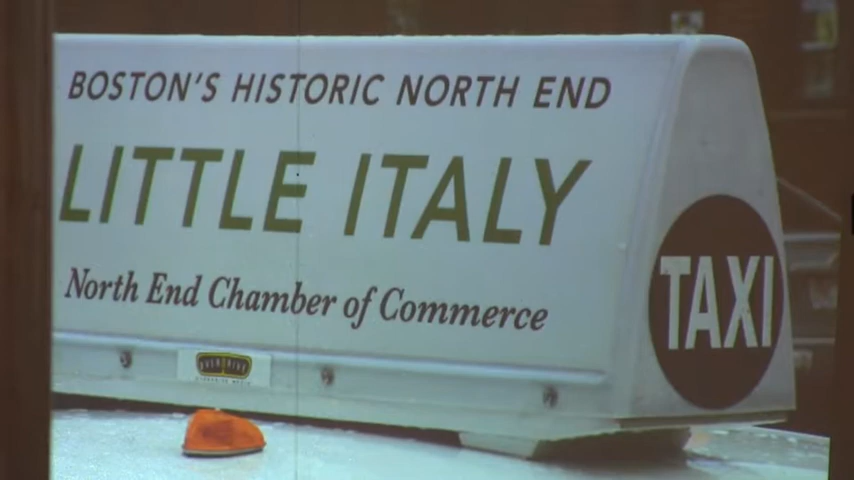 BOSTON'S HISTORIC NORTH END
LITTLE ITALY
North End Chamber of Commerce
TAXI